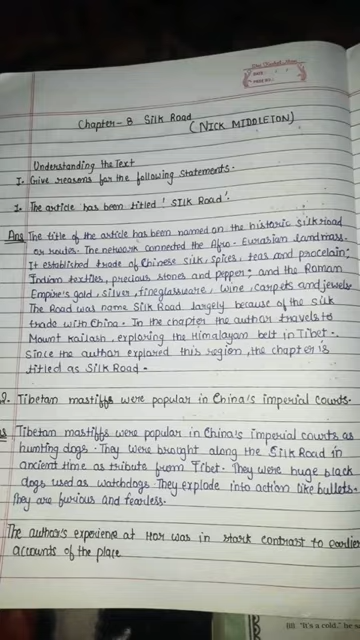 DATE:
PAGE NO.:
Chapter-8 Silk Road
(NICK MIDDLETON)
Understanding the Text
I. Give reasons for the following statements.
1. The article has been titled 'Silk Road'.
Ans The title of the article has been named on the historic silk road
or routes. The network connected the Afro-Eurasian landmass.
It established trade of Chinese silk, spices, teas and procelain;
Indian textiles, precious stones and pepper; and the Roman
Empire's gold, silver, fineglassware, wine, carpets and jewels.
The Road was name Silk Road largely because of the silk
trade with China. In the chapter the author travels to
Mount kailash, exploring the Himalayan belt in Tibet.
Since the author explored this region, the chapter is
titled as Silk Road.
2. Tibetan mastiffs were popular in China's imperial courts.
Tibetan mastiffs were popular in China's imperial courts as
hunting dogs. They were brought along the Silk Road in
ancient time as tribute from Tibet. They were huge black
dogs used as watchdogs. They explode into action like bullets.
They are furious and fearless.
The author's experiene at Hor was in stark contrast to earlier
accounts of the place
BB "It's a cold," he s